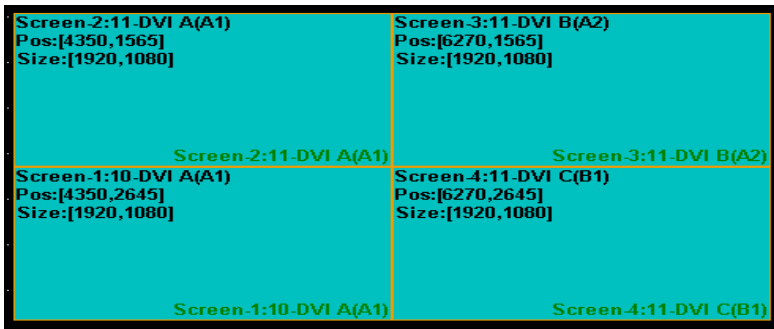 Screen-2:11-DVI A(A1)
Pos:[4350,1565]
Size:[1920,1080]
Screen-2:11-DVI A(A1)
Screen-3:11-DVI B(A2)
Pos:[6270,1565]
Size:[1920,1080]
Screen-3:11-DVI B(A2)
Screen-1:10-DVI A(A1)
Pos:[4350,2645]
Size:[1920,1080]
Screen-1:10-DVI A(A1)
Screen-4:11-DVI C(B1)
Pos:[6270,2645]
Size:[1920,1080]
Screen-4:11-DVI C(B1)